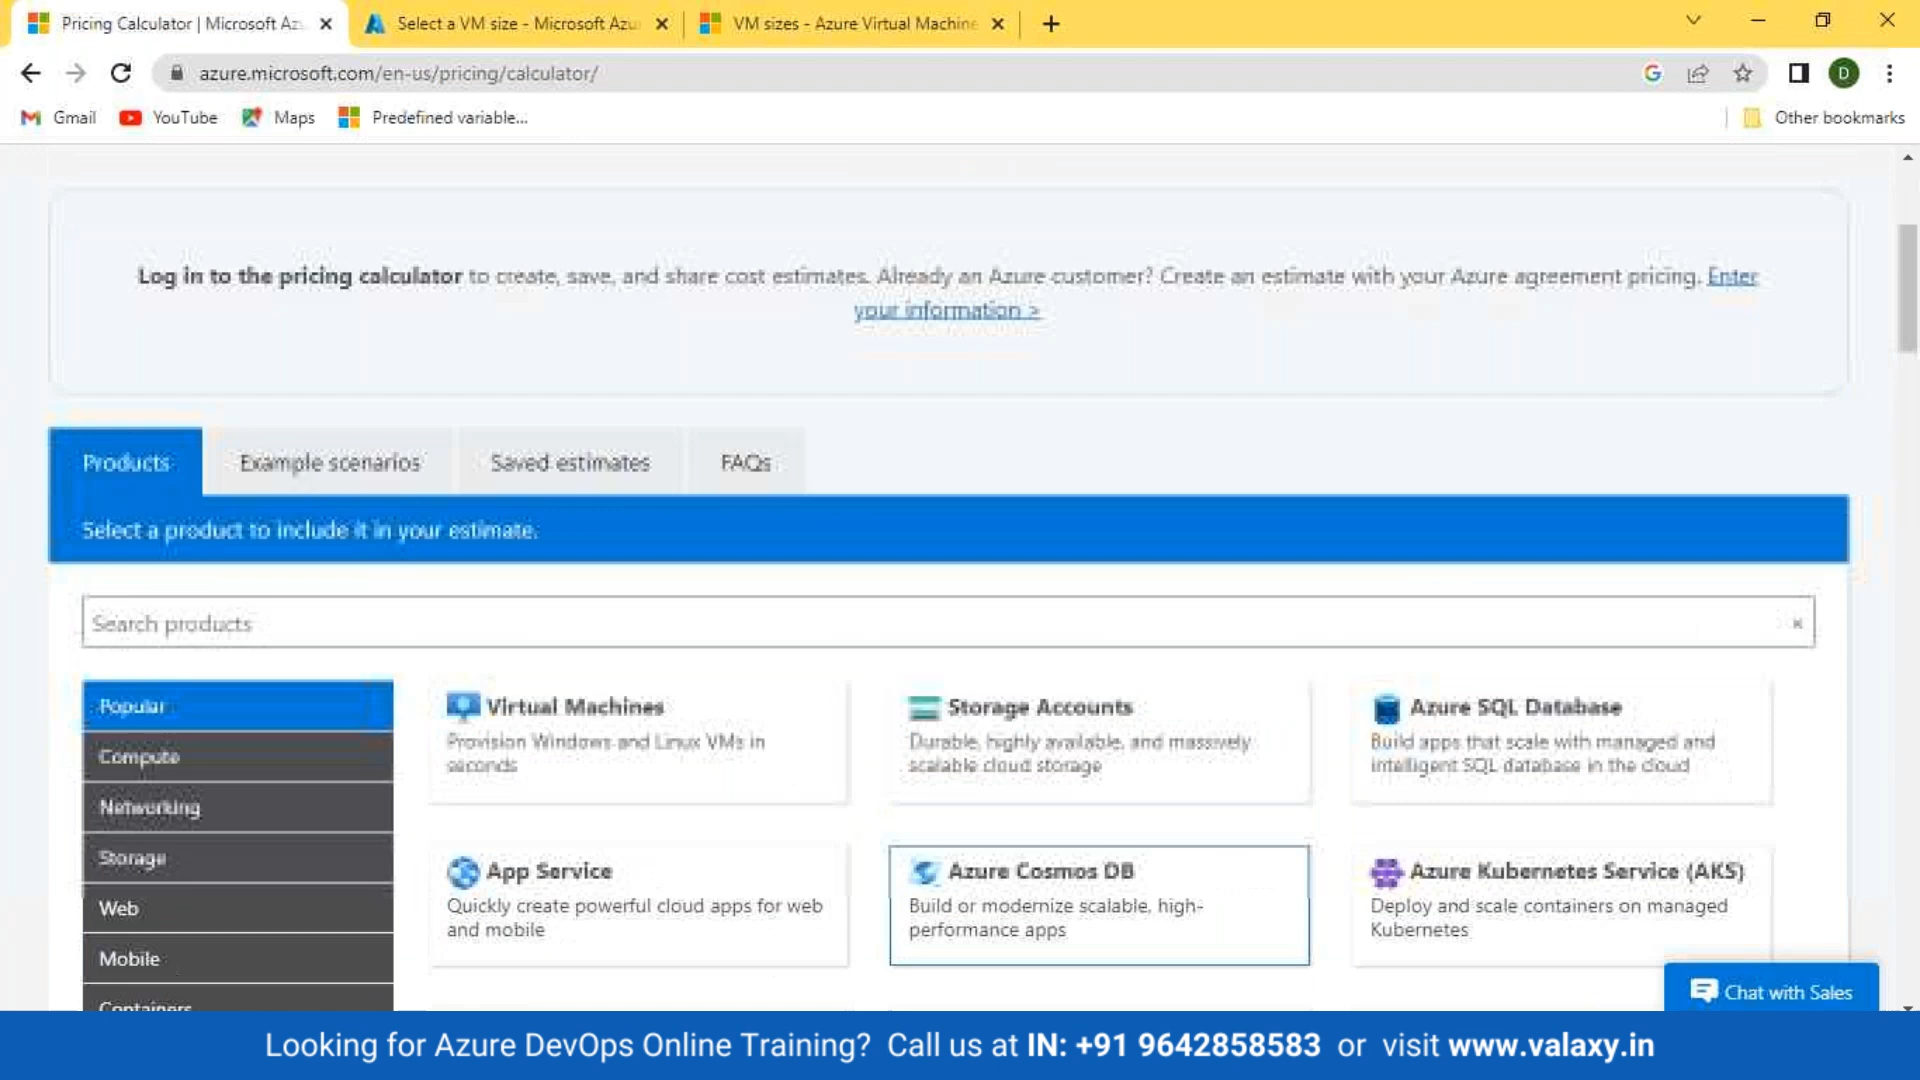 Pricing Calculator | Microsoft Az
Select a VM size - Microsoft Azu
VM sizes - Azure Virtual Machine
azure.microsoft.com/en-us/pricing/calculator/
D
Gmail
YouTube
Maps
Predefined variable...
Other bookmarks
Log in to the pricing calculator to create, save, and share cost estimates. Already an Azure customer? Create an estimate with your Azure agreement pricing. Enter
your information >
Products
Example scenarios
Saved estimates
FAQs
Select a product to include it in your estimate.
Search products
Popular
Compute
Networking
Storage
Web
Mobile
Containers
Virtual Machines
Provision Windows and Linux VMs in
seconds
Storage Accounts
Durable, highly available, and massively
scalable cloud storage
Azure SQL Database
Build apps that scale with managed and
intelligent SQL database in the cloud
App Service
Quickly create powerful cloud apps for web
and mobile
Azure Cosmos DB
Build or modernize scalable, high-
performance apps
Azure Kubernetes Service (AKS)
Deploy and scale containers on managed
Kubernetes
Chat with Sales
Looking for Azure DevOps Online Training? Call us at IN: +91 9642858583 or visit www.valaxy.in